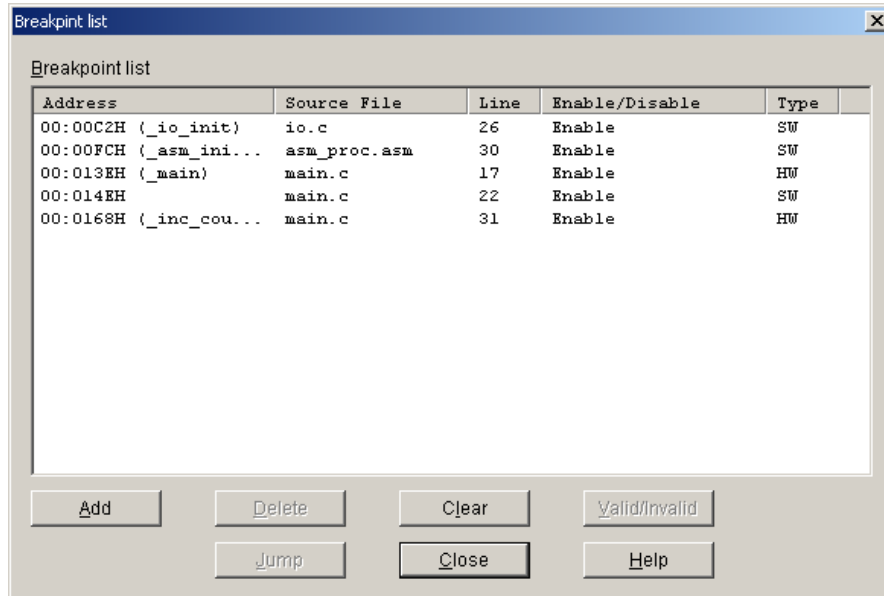 Breakpint list
Breakpoint list
Address Source File Line Enable/Disable Type
00:00C2H (_io_init) io.c 26 Enable SW
00:00FCH (_asm_ini... asm_proc.asm 30 Enable SW
00:013EH (_main) main.c 17 Enable HW
00:014EH main.c 22 Enable SW
00:0168H (_inc_cou... main.c 31 Enable HW
Add Delete Clear Valid/Invalid
Jump Close Help